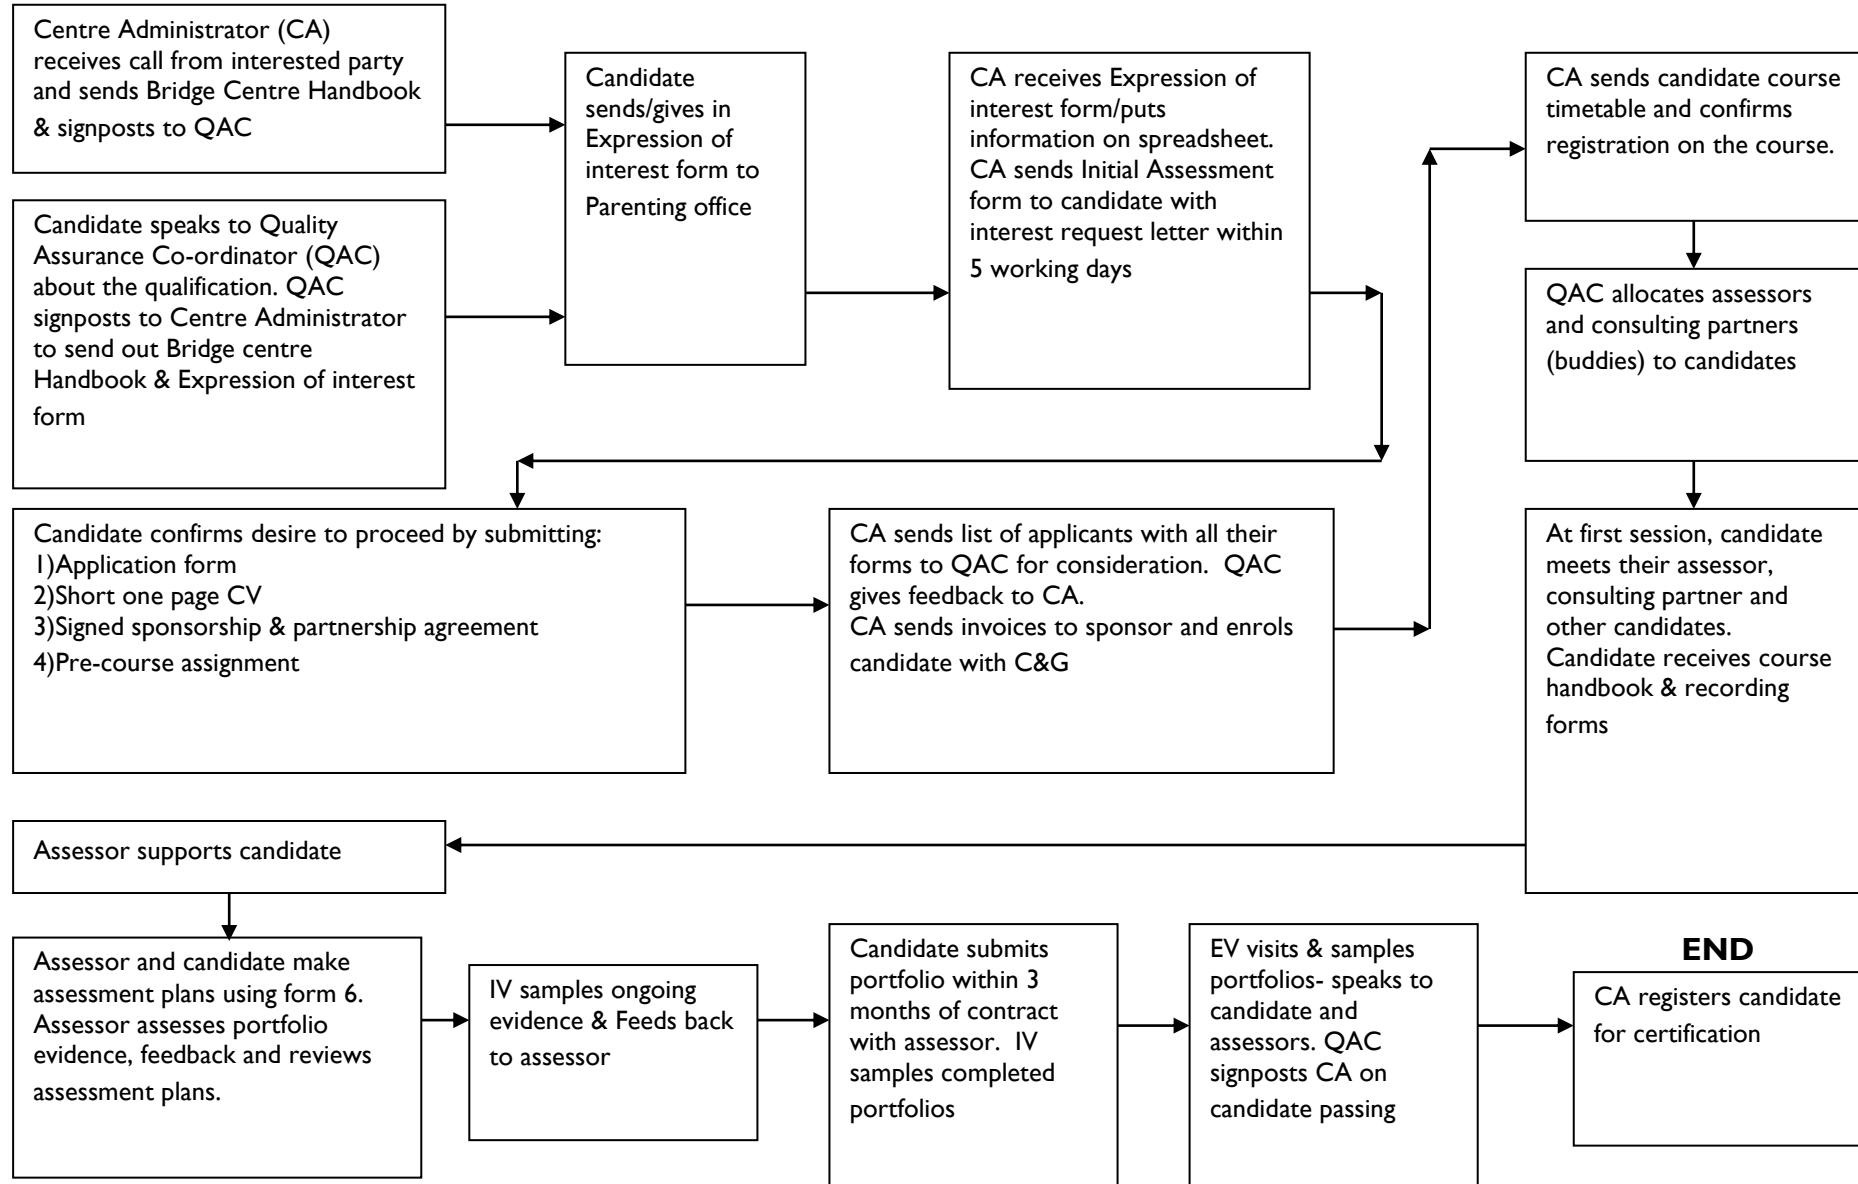 Centre Administrator (CA)
receives call from interested party
and sends Bridge Centre Handbook
& signposts to QAC
Candidate speaks to Quality
Assurance Co-ordinator (QAC)
about the qualification. QAC
signposts to Centre Administrator
to send out Bridge centre
Handbook & Expression of interest
form
Candidate
sends/gives in
Expression of
interest form to
Parenting office
CA receives Expression of
interest form/puts
information on spreadsheet.
CA sends Initial Assessment
form to candidate with
interest request letter within
5 working days
Candidate confirms desire to proceed by submitting:
1)Application form
2)Short one page CV
3)Signed sponsorship & partnership agreement
4)Pre-course assignment
CA sends list of applicants with all their
forms to QAC for consideration.  QAC
gives feedback to CA.
CA sends invoices to sponsor and enrols
candidate with C&G
CA sends candidate course
timetable and confirms
registration on the course.
QAC allocates assessors
and consulting partners
(buddies) to candidates
At first session, candidate
meets their assessor,
consulting partner and
other candidates.
Candidate receives course
handbook & recording
forms
Assessor supports candidate
Assessor and candidate make
assessment plans using form 6.
Assessor assesses portfolio
evidence, feedback and reviews
assessment plans.
IV samples ongoing
evidence & Feeds back
to assessor
Candidate submits
portfolio within 3
months of contract
with assessor.  IV
samples completed
portfolios
EV visits & samples
portfolios- speaks to
candidate and
assessors. QAC
signposts CA on
candidate passing
END
CA registers candidate
for certification